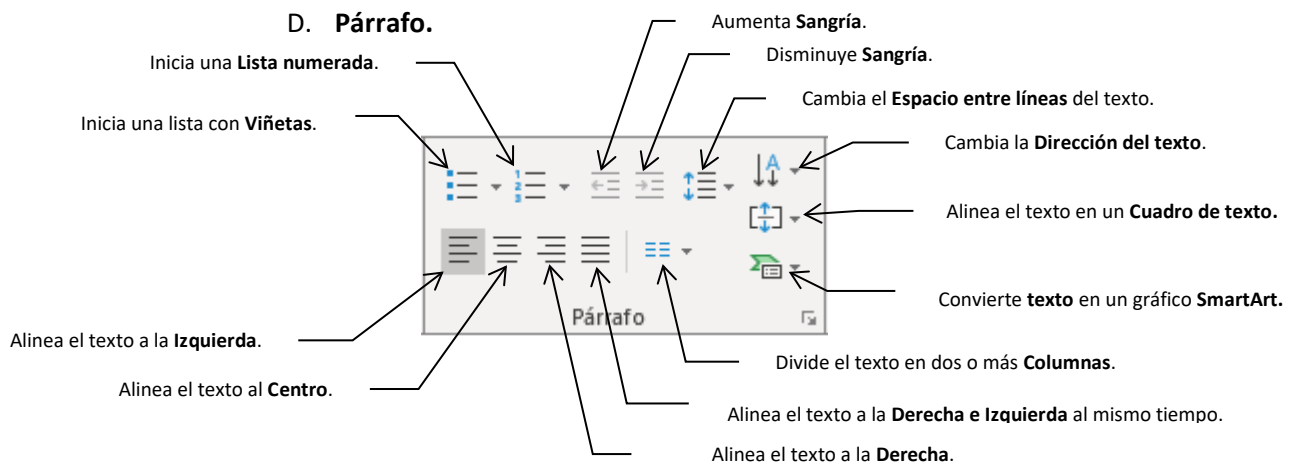 D. Párrafo.
Aumenta Sangría.
Inicia una Lista numerada.
Disminuye Sangría.
Cambia el Espacio entre líneas del texto.
Inicia una lista con Viñetas.
Cambia la Dirección del texto.
1
2
3
A
Alinea el texto en un Cuadro de texto.
Convierte texto en un gráfico SmartArt.
Párrafo
Alinea el texto a la Izquierda.
Divide el texto en dos o más Columnas.
Alinea el texto al Centro.
Alinea el texto a la Derecha e Izquierda al mismo tiempo.
Alinea el texto a la Derecha.